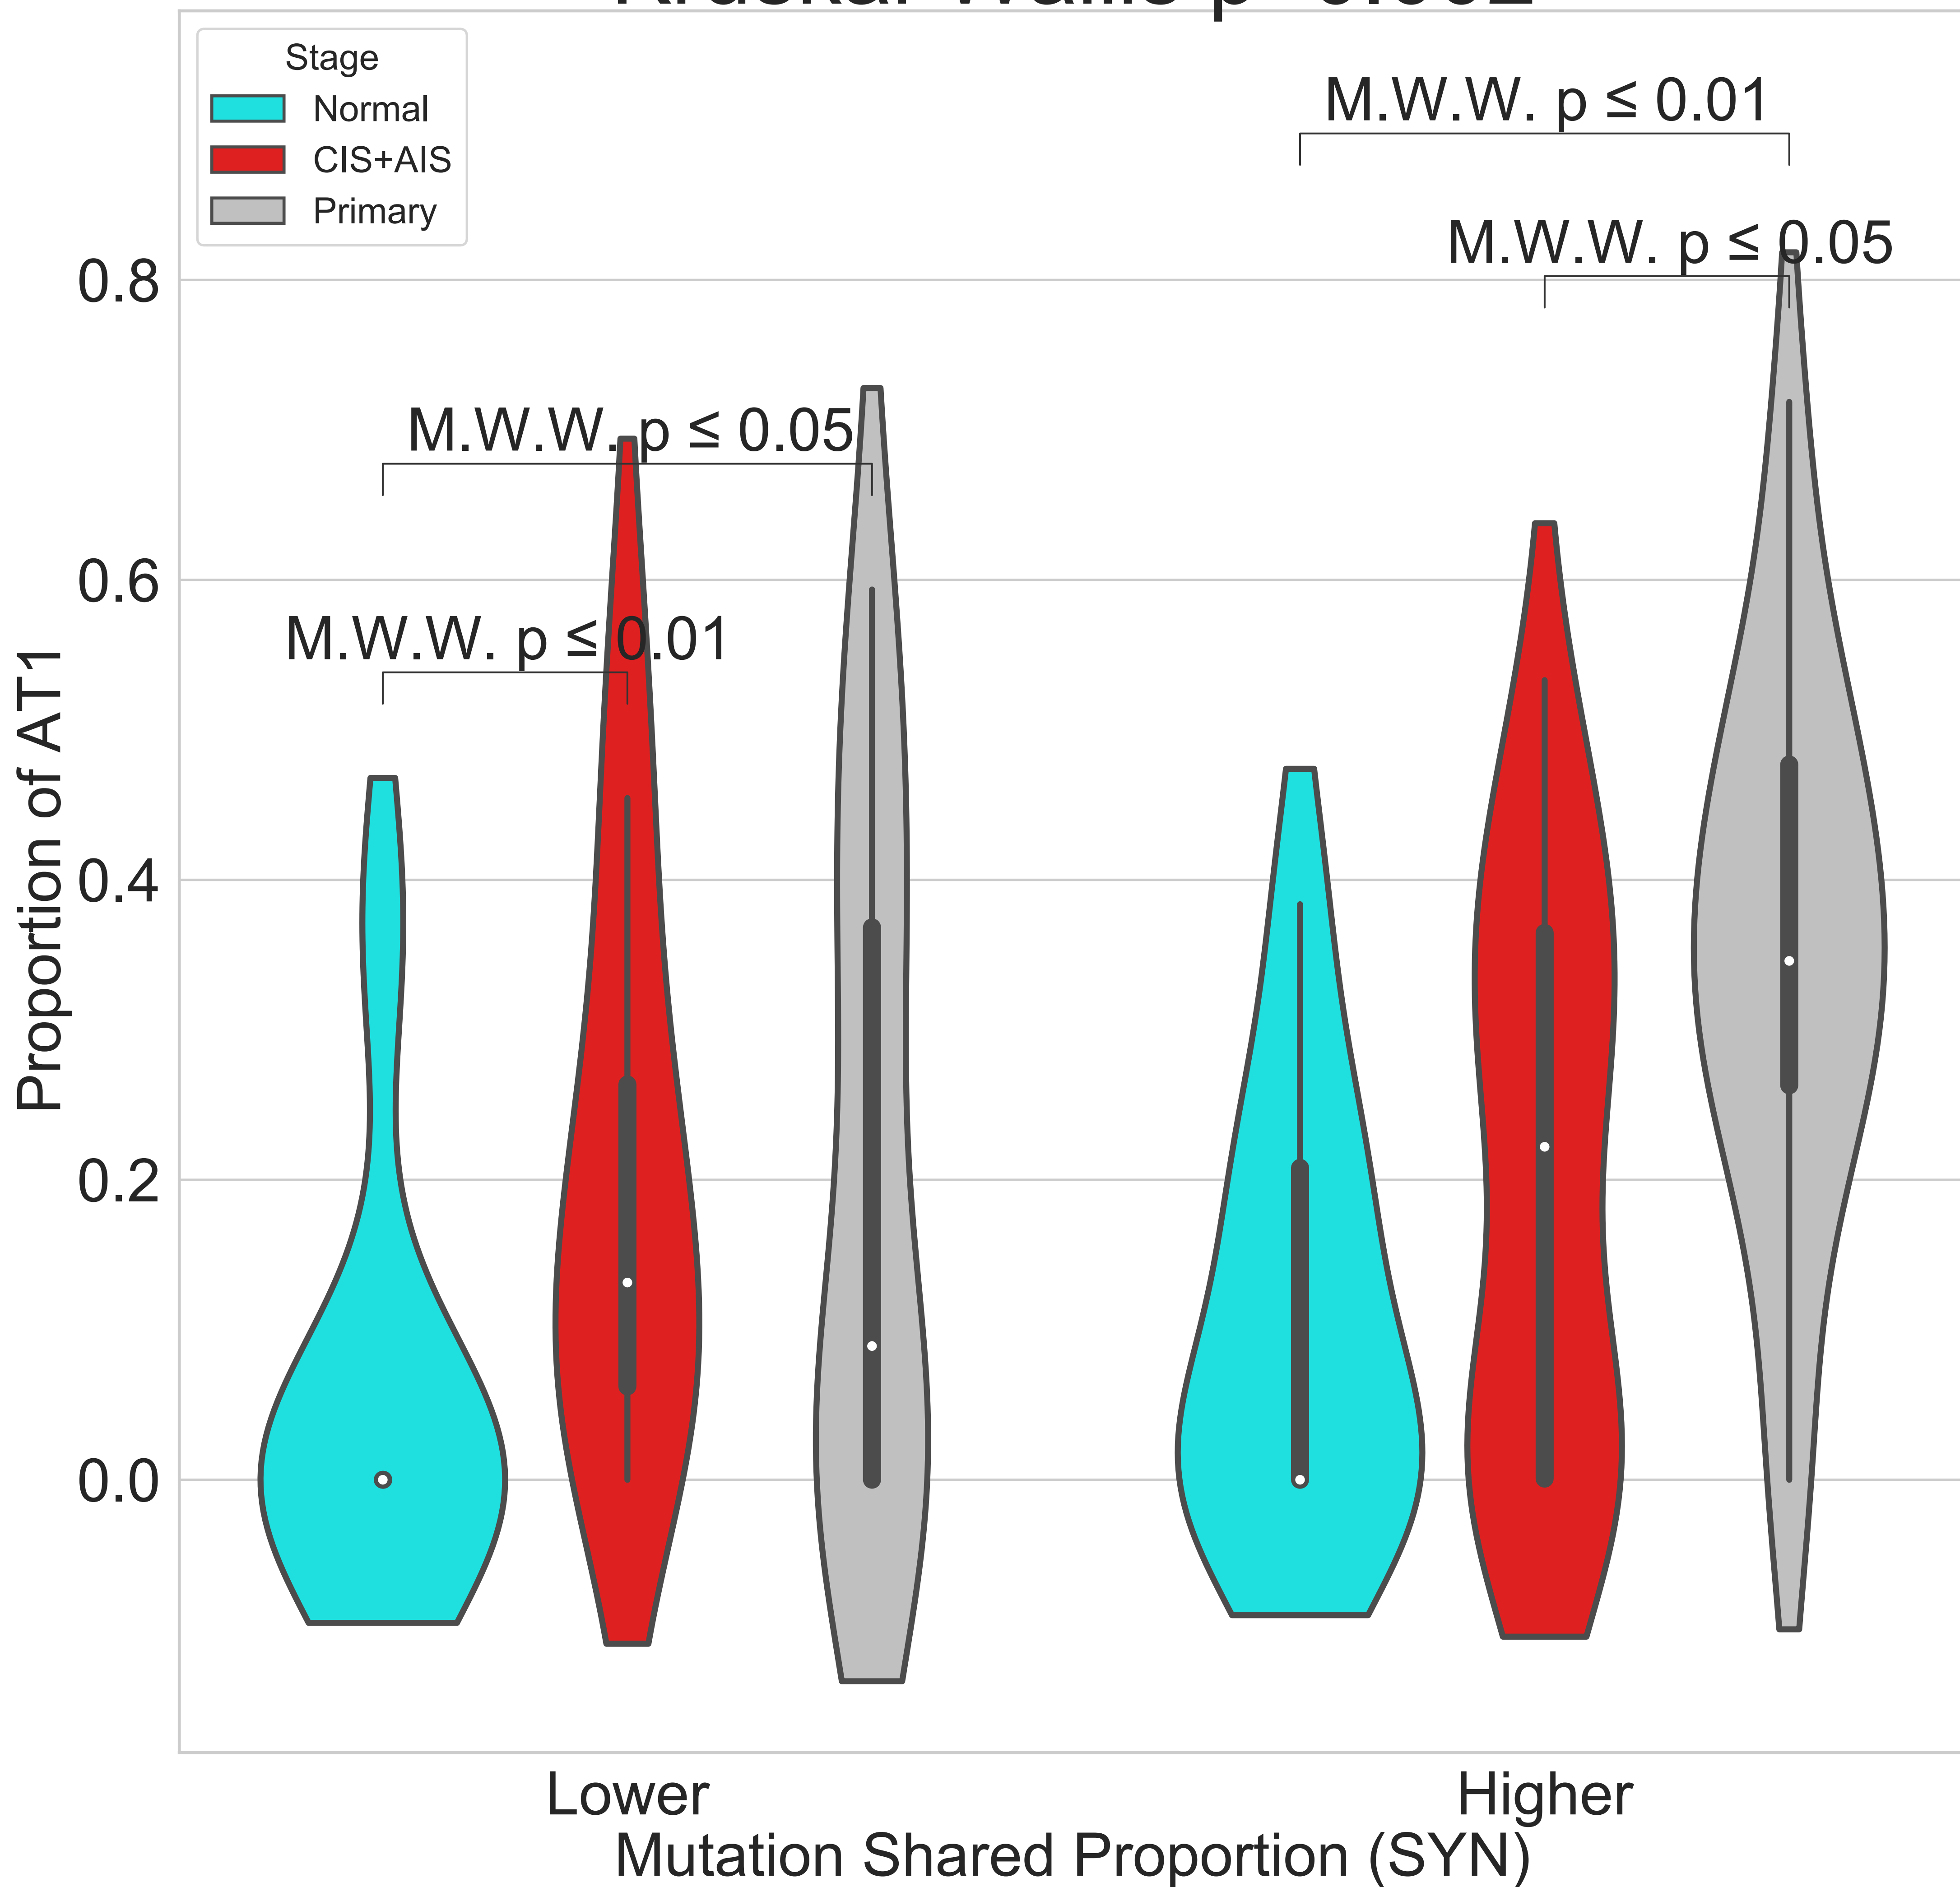 Stage
Normal
CIS+AIS
Primary
M.W.W. p ≤ 0.01
M.W.W. p ≤ 0.05
M.W.W. p ≤ 0.05
M.W.W. p ≤ 0.01
0.8
0.6
0.4
0.2
0.0
Proportion of AT1
Lower
Higher
Mutation Shared Proportion (SYN)